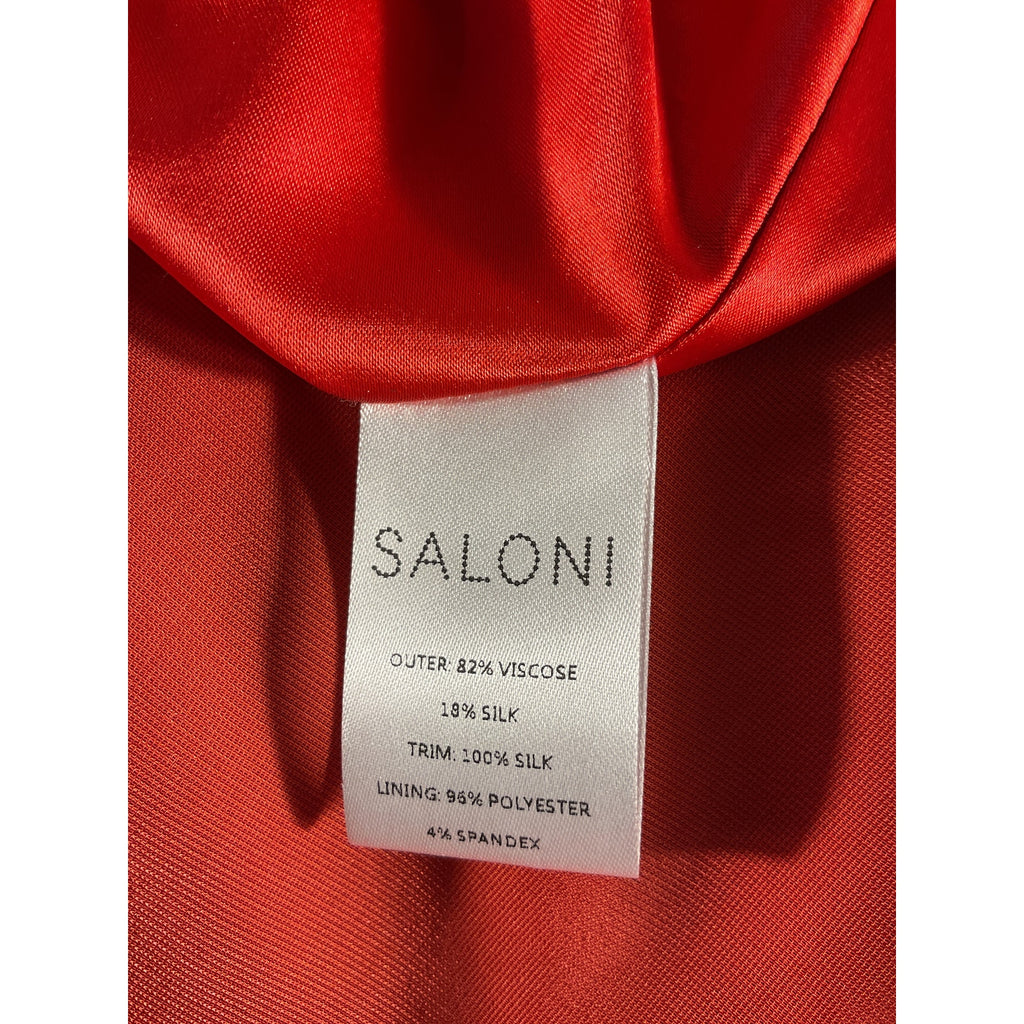 SALONI
OUTER: 82% VISCOSE
18% SILK
TRIM: 100% SILK
LINING: 96% POLYESTER
4% SPANDEX